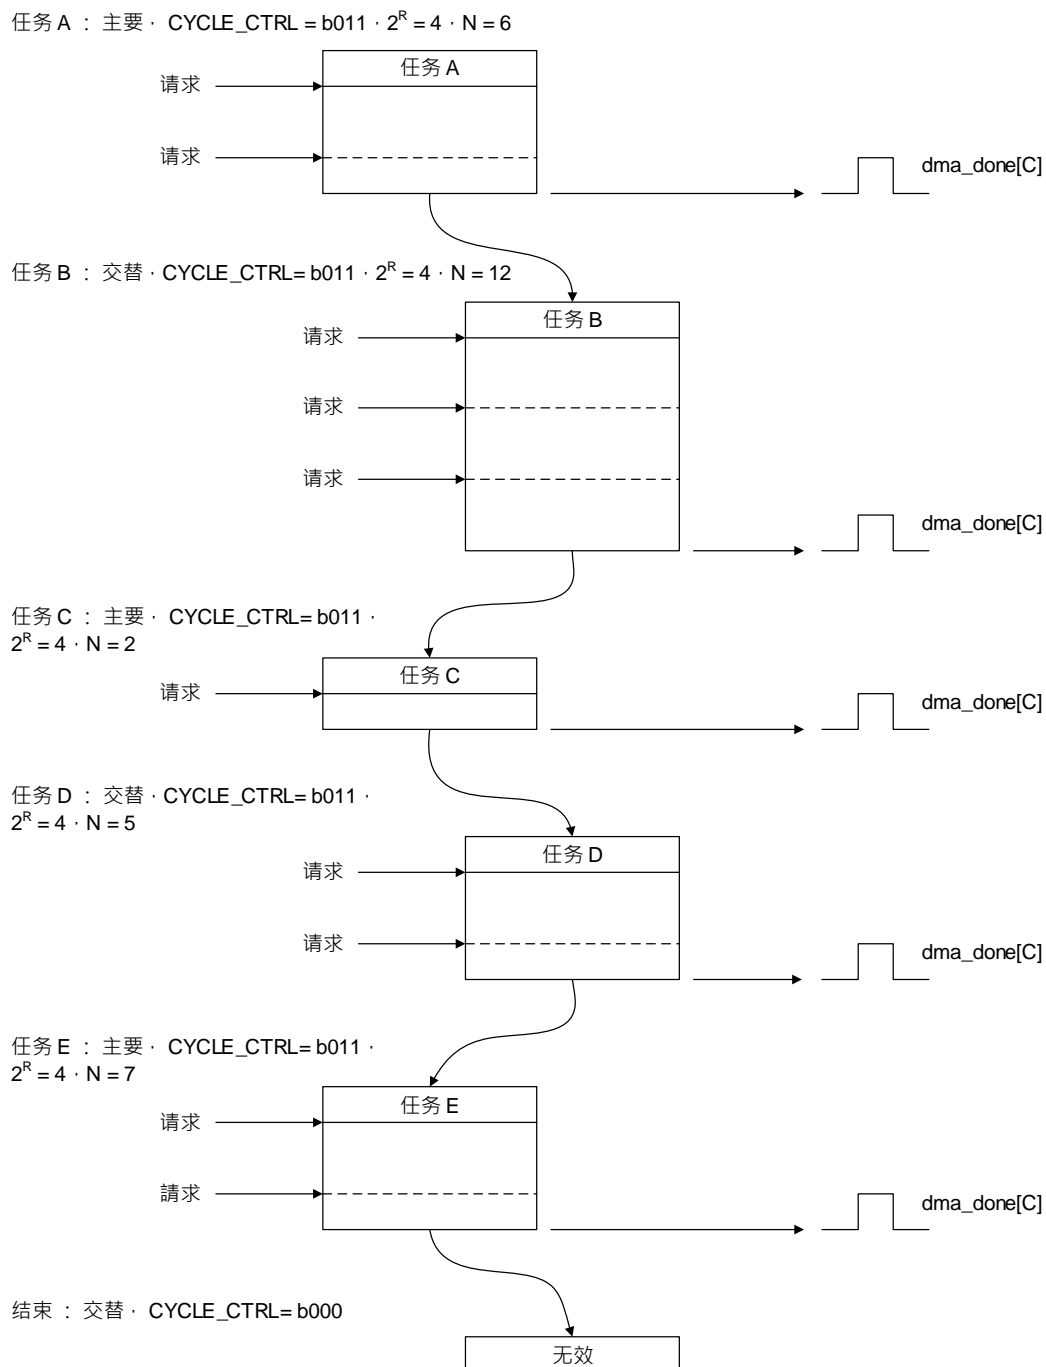 任务 A ： 主要， CYCLE_CTRL = b011，2ᴿ = 4，N = 6
任务 A
请求
请求
dma_done[C]
任务 B ： 交替，CYCLE_CTRL= b011，2ᴿ = 4，N = 12
任务 B
请求
请求
请求
dma_done[C]
任务 C ： 主要， CYCLE_CTRL= b011，
2ᴿ = 4，N = 2
任务 C
请求
dma_done[C]
任务 D ： 交替，CYCLE_CTRL= b011，
2ᴿ = 4，N = 5
任务 D
请求
请求
dma_done[C]
任务 E ： 主要， CYCLE_CTRL= b011，
2ᴿ = 4，N = 7
任务 E
请求
請求
dma_done[C]
结束 ： 交替， CYCLE_CTRL= b000
无效